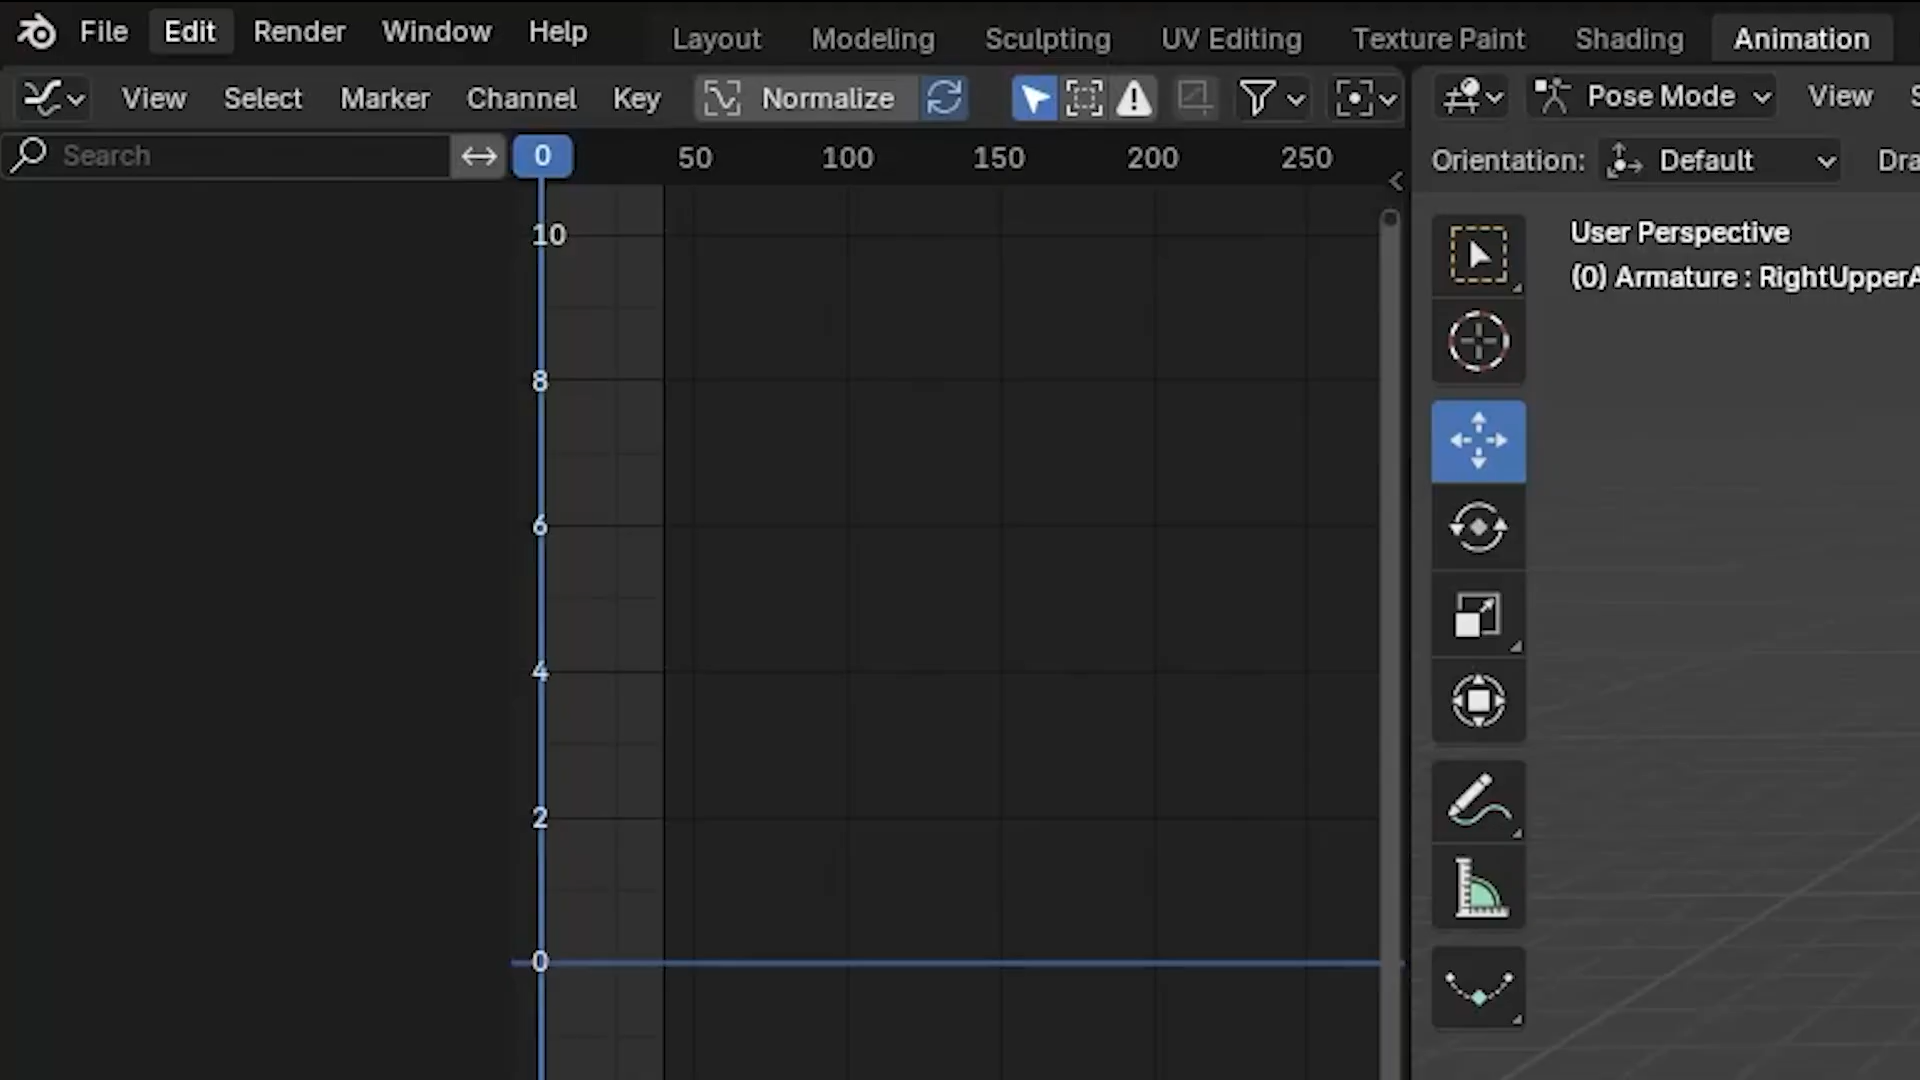 File Edit Render Window Help Layout Modeling Sculpting UV Editing Texture Paint Shading Animation
View Select Marker Channel Key Normalize Pose Mode View
Search 0 50 100 150 200 250 Orientation: Default Dra
10
8
6
4
2
0
User Perspective
(0) Armature : RightUpperA